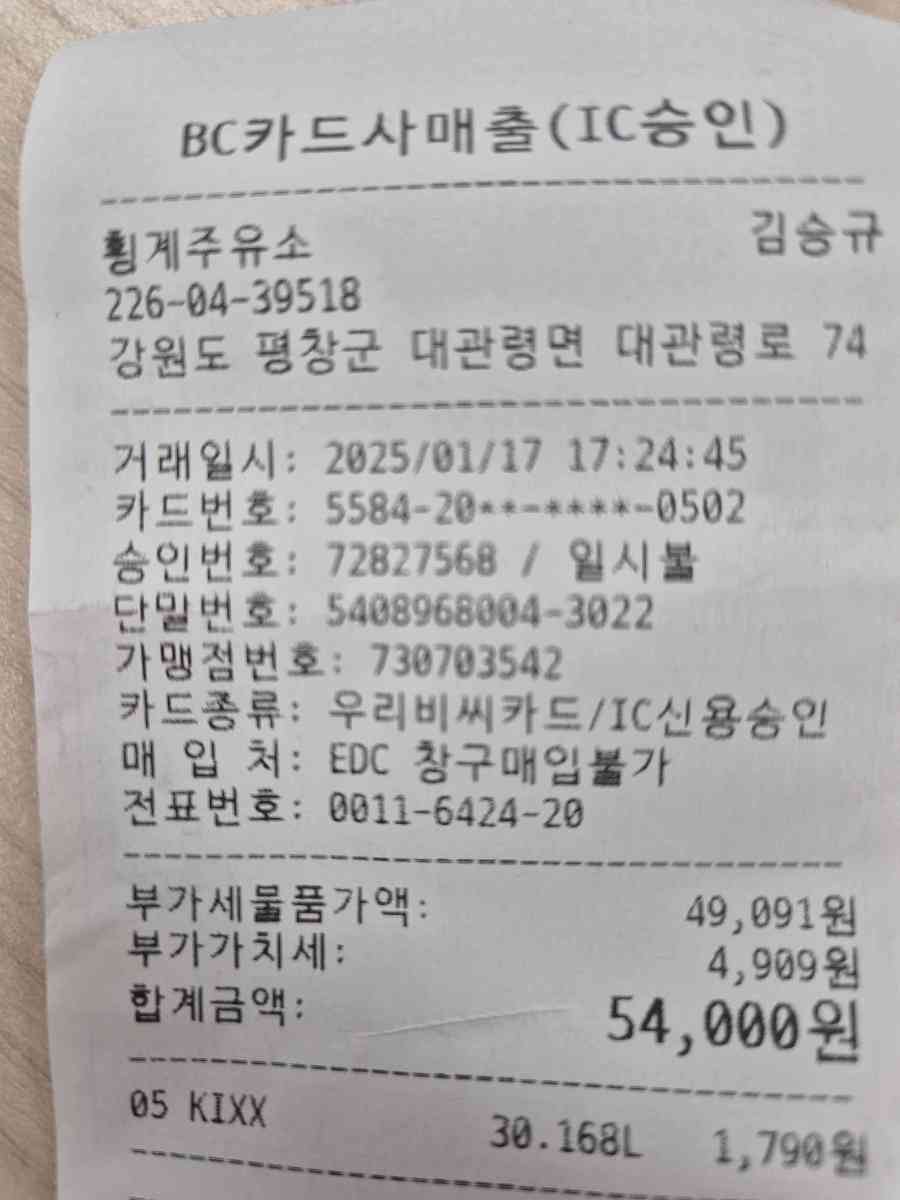 BC카드사매출(IC승인)
횡계주유소 김승규
226-04-39518
강원도 평창군 대관령면 대관령로 74
거래일시: 2025/01/17 17:24:45
카드번호: 5584-20**-****-0502
승인번호: 72827568 / 일시불
단말번호: 5408968004-3022
가맹점번호: 730703542
카드종류: 우리비씨카드/IC신용승인
매 입 처: EDC 창구매입불가
전표번호: 0011-6424-20
부가세물품가액: 49,091원
부가가치세: 4,909원
합계금액: 54,000원
05 KIXX 30.168L 1,790원